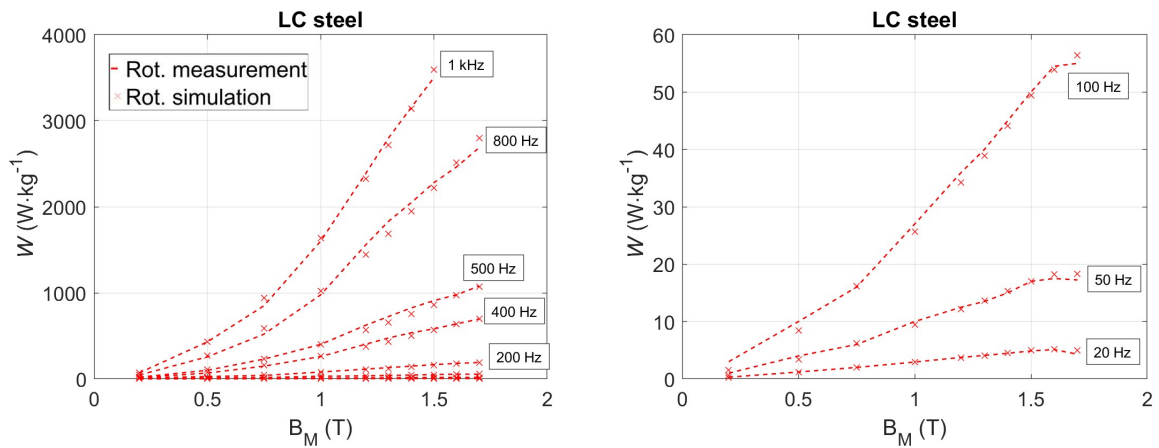 LC steel
4000
3000
2000
1000
0
W (W·kg⁻¹)
Rot. measurement
Rot. simulation
1 kHz
800 Hz
500 Hz
400 Hz
200 Hz
0 0.5 1 1.5 2
B_M (T)
LC steel
60
50
40
30
20
10
0
W (W·kg⁻¹)
100 Hz
50 Hz
20 Hz
0 0.5 1 1.5 2
B_M (T)